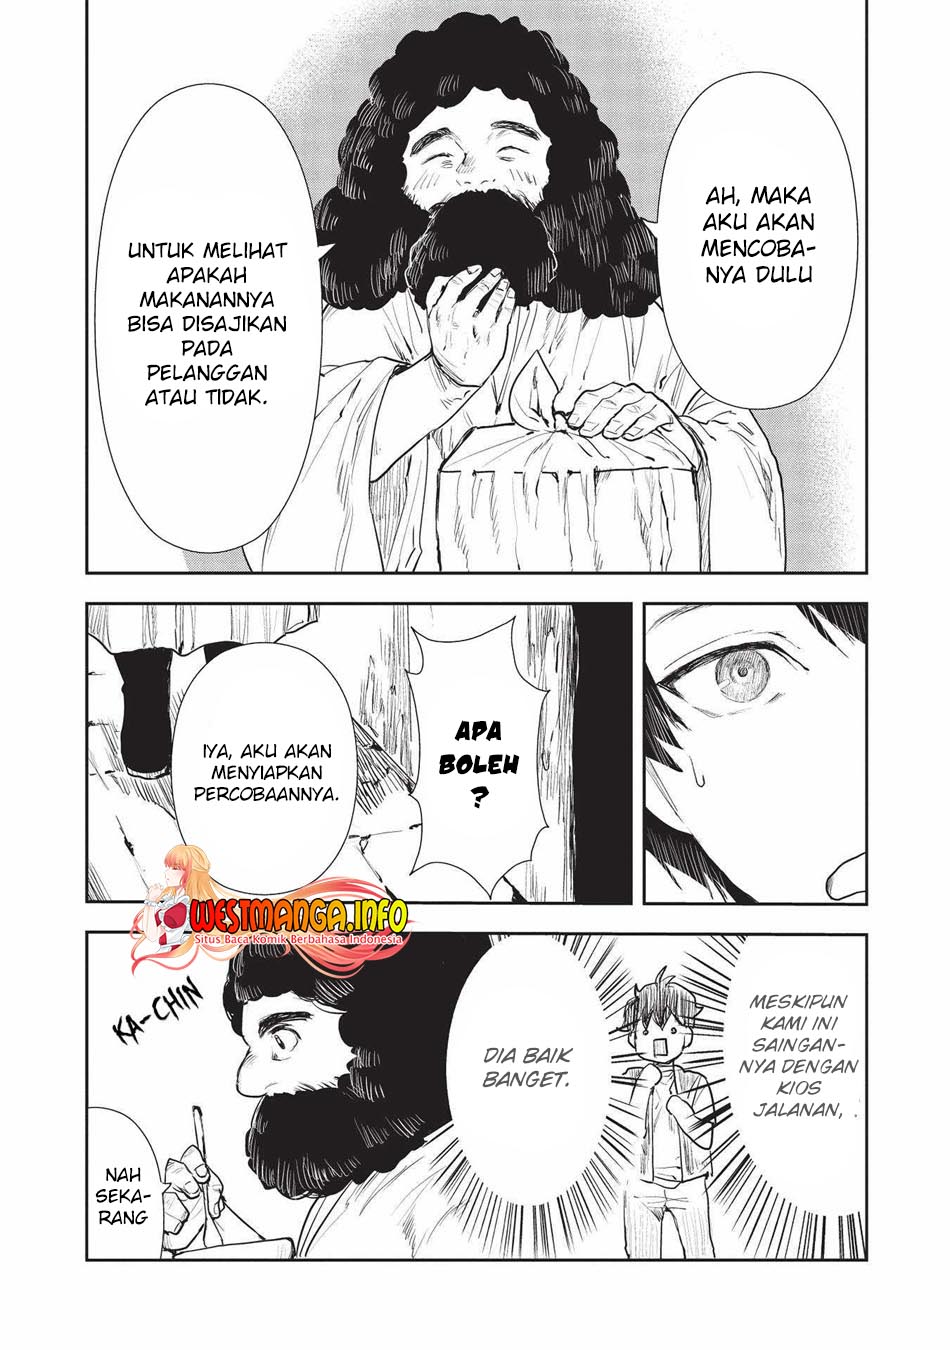 AH, MAKA
AKU AKAN
MENCOBA-
NYA DULU
UNTUK MELIHAT
APAKAH
MAKANANNYA
BISA DISAJIKAN
PADA
PELANGGAN
ATAU TIDAK.
APA
BOLEH
?
IYA, AKU AKAN
MENYIAPKAN
PERCOBAANNYA.
WESTMANGA.INFO
Situs Baca Komik Berbahasa Indonesia
MESKIPUN
KAMI INI
SAINGAN-
NYA DENGAN
KIOS
JALANAN,
DIA BAIK
BANGET.
KA-CHIN
NAH
SEKA-
RANG